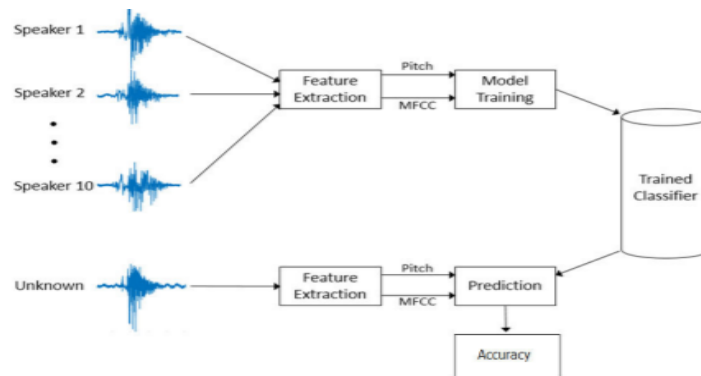 Speaker 1
Speaker 2
Speaker 10
Feature
Extraction
Pitch
MFCC
Model
Training
Trained
Classifier
Unknown
Feature
Extraction
Pitch
MFCC
Prediction
Accuracy